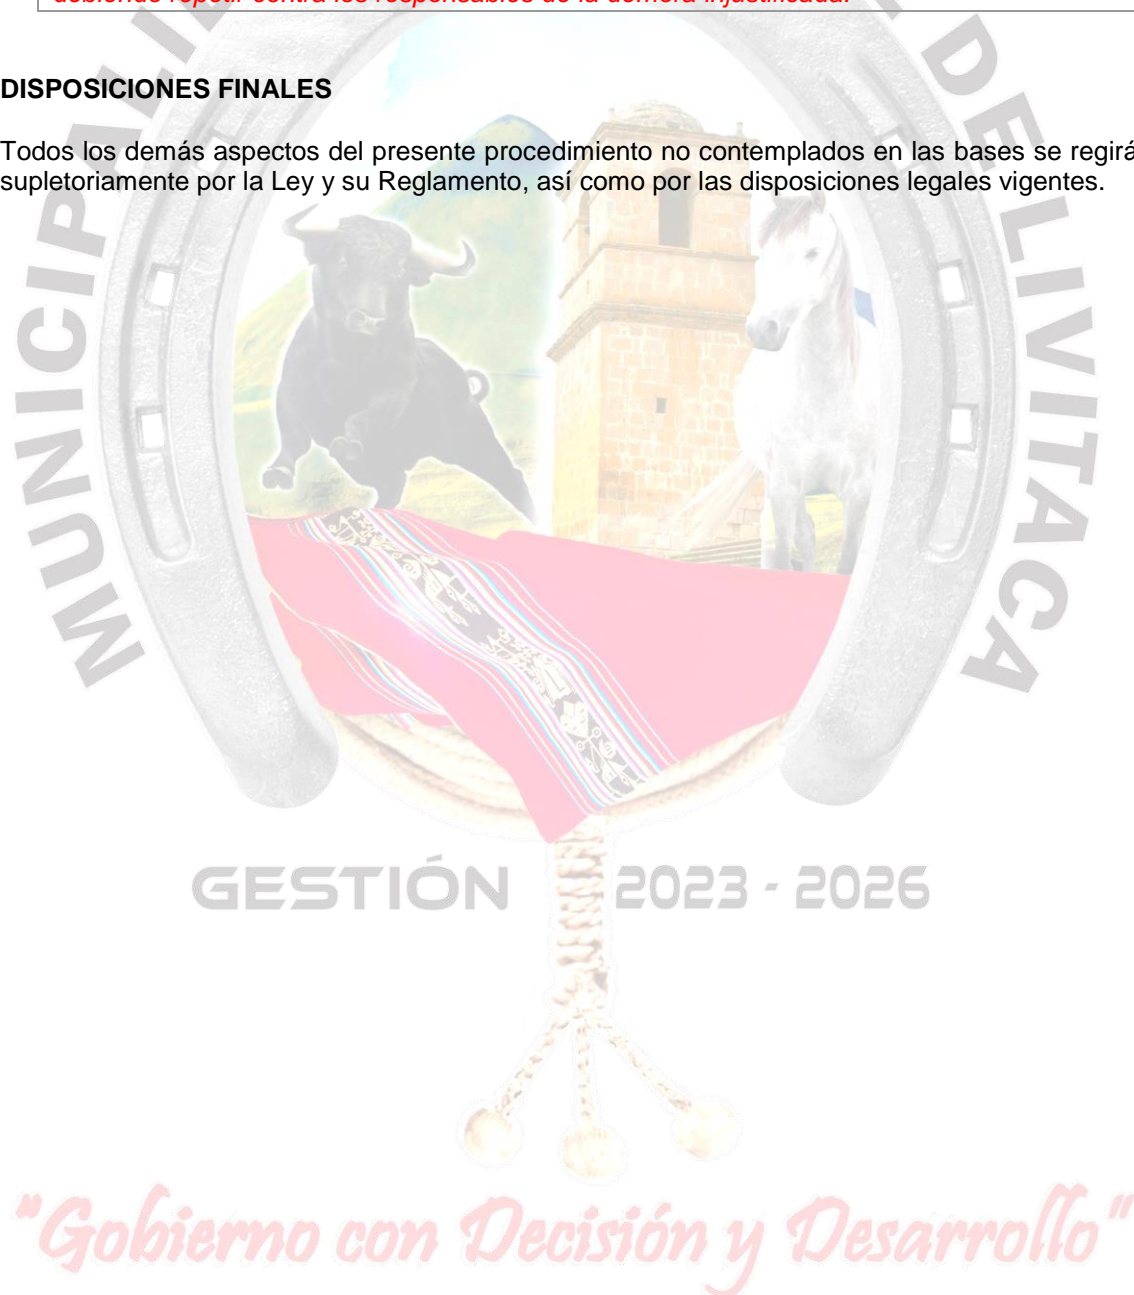 debiendo repetir contra los responsables de la demora injustificada.
DISPOSICIONES FINALES
Todos los demás aspectos del presente procedimiento no contemplados en las bases se regirá
supletoriamente por la Ley y su Reglamento, así como por las disposiciones legales vigentes.
DE LIVITACA
GESTIÓN 2023 - 2026
"Gobierno con Decisión y Desarrollo"